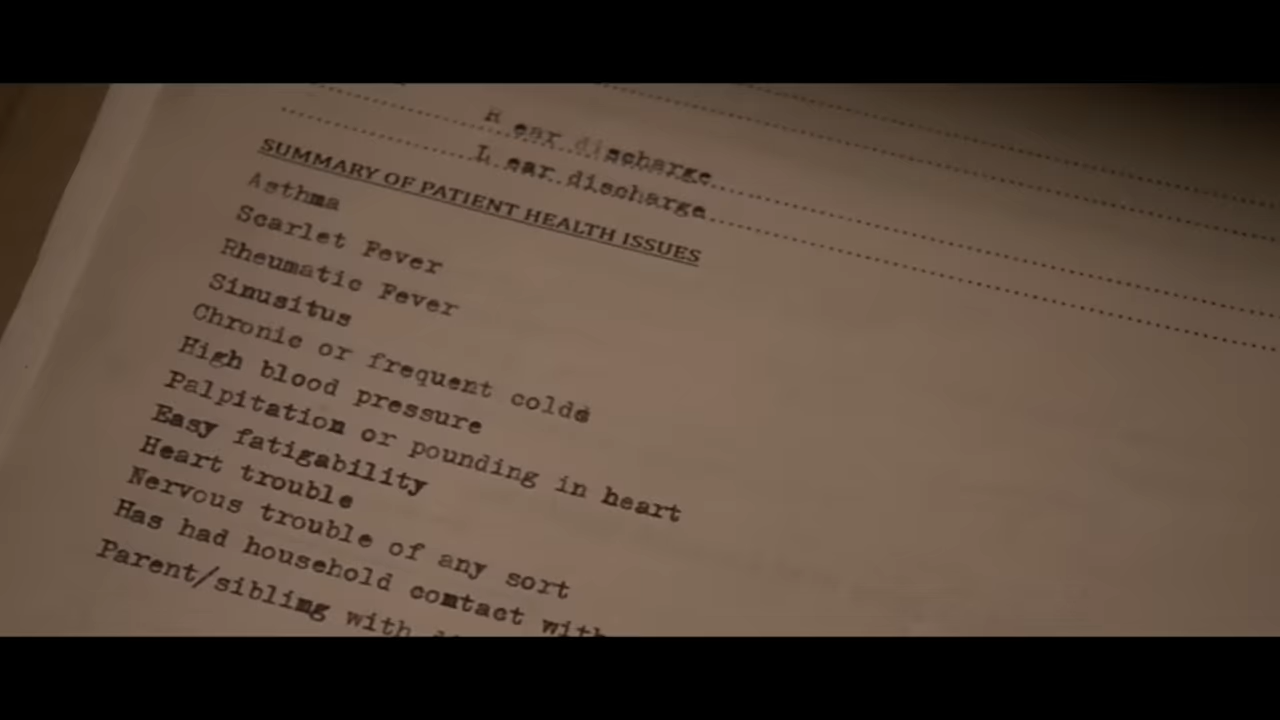 R ear discharge
L ear discharge
SUMMARY OF PATIENT HEALTH ISSUES
Asthma
Scarlet Fever
Rheumatic Fever
Sinusitus
Chronic or frequent colds
High blood pressure
Palpitation or pounding in heart
Easy fatigability
Heart trouble
Nervous trouble of any sort
Has had household contact with
Parent/sibling with